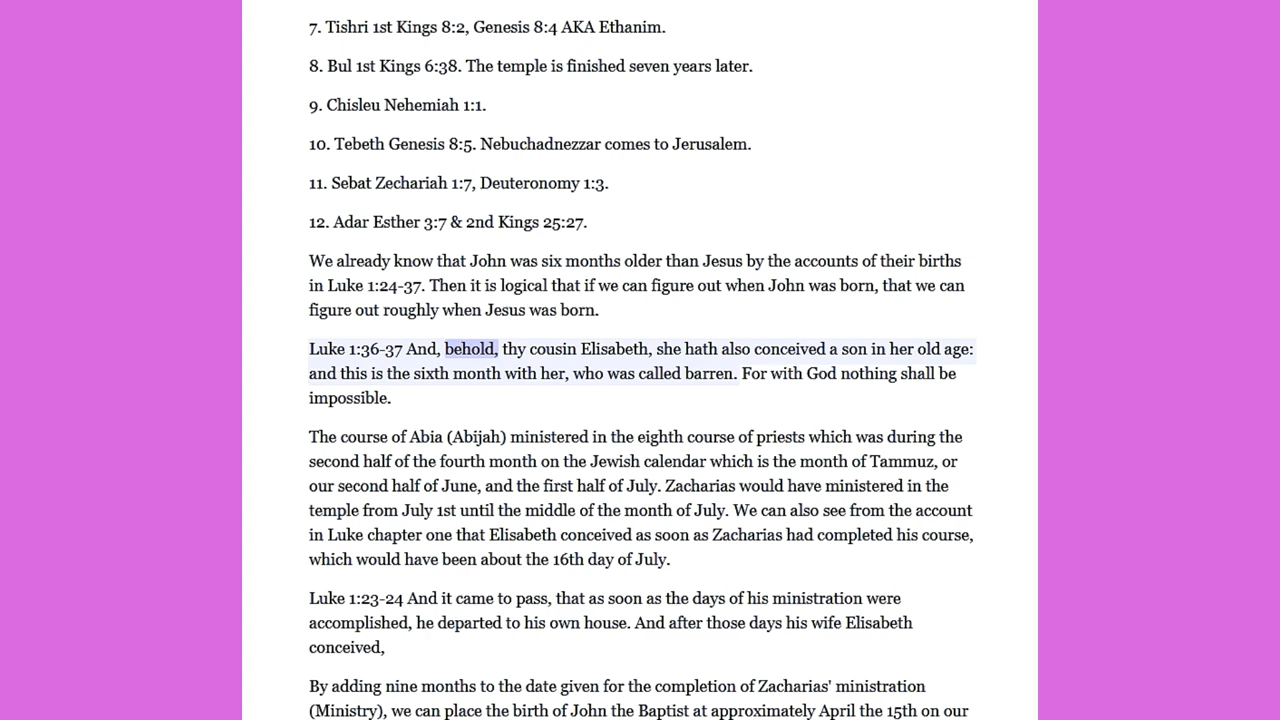 7. Tishri 1st Kings 8:2, Genesis 8:4 AKA Ethanim.
8. Bul 1st Kings 6:38. The temple is finished seven years later.
9. Chisleu Nehemiah 1:1.
10. Tebeth Genesis 8:5. Nebuchadnezzar comes to Jerusalem.
11. Sebat Zechariah 1:7, Deuteronomy 1:3.
12. Adar Esther 3:7 & 2nd Kings 25:27.
We already know that John was six months older than Jesus by the accounts of their births
in Luke 1:24-37. Then it is logical that if we can figure out when John was born, that we can
figure out roughly when Jesus was born.
Luke 1:36-37 And, behold, thy cousin Elisabeth, she hath also conceived a son in her old age:
and this is the sixth month with her, who was called barren. For with God nothing shall be
impossible.
The course of Abia (Abijah) ministered in the eighth course of priests which was during the
second half of the fourth month on the Jewish calendar which is the month of Tammuz, or
our second half of June, and the first half of July. Zacharias would have ministered in the
temple from July 1st until the middle of the month of July. We can also see from the account
in Luke chapter one that Elisabeth conceived as soon as Zacharias had completed his course,
which would have been about the 16th day of July.
Luke 1:23-24 And it came to pass, that as soon as the days of his ministration were
accomplished, he departed to his own house. And after those days his wife Elisabeth
conceived,
By adding nine months to the date given for the completion of Zacharias' ministration
(Ministry), we can place the birth of John the Baptist at approximately April the 15th on our